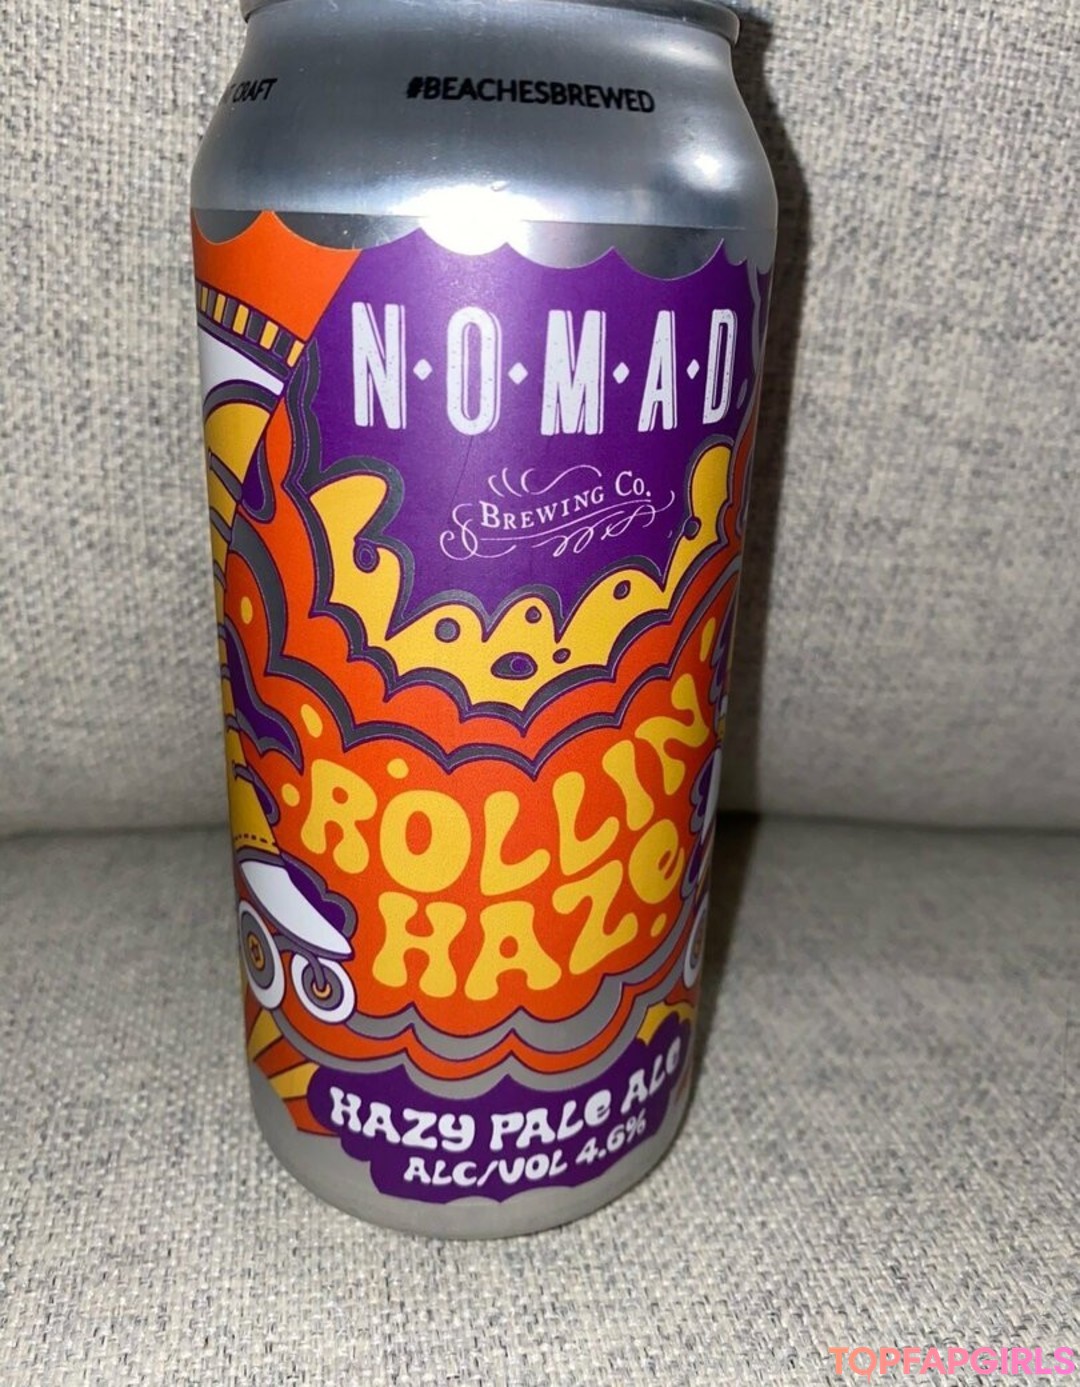 CRAFT
#BEACHESBREWED
N·O·M·A·D
BREWING CO.
ROLLIN'
HAZe
HAZY PALe ALe
ALC/VOL 4.6%
TOPFAPGIRLS